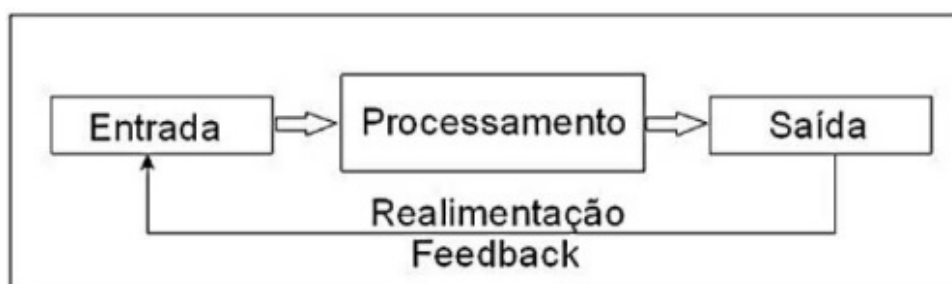 Entrada
Processamento
Saída
Realimentação
Feedback